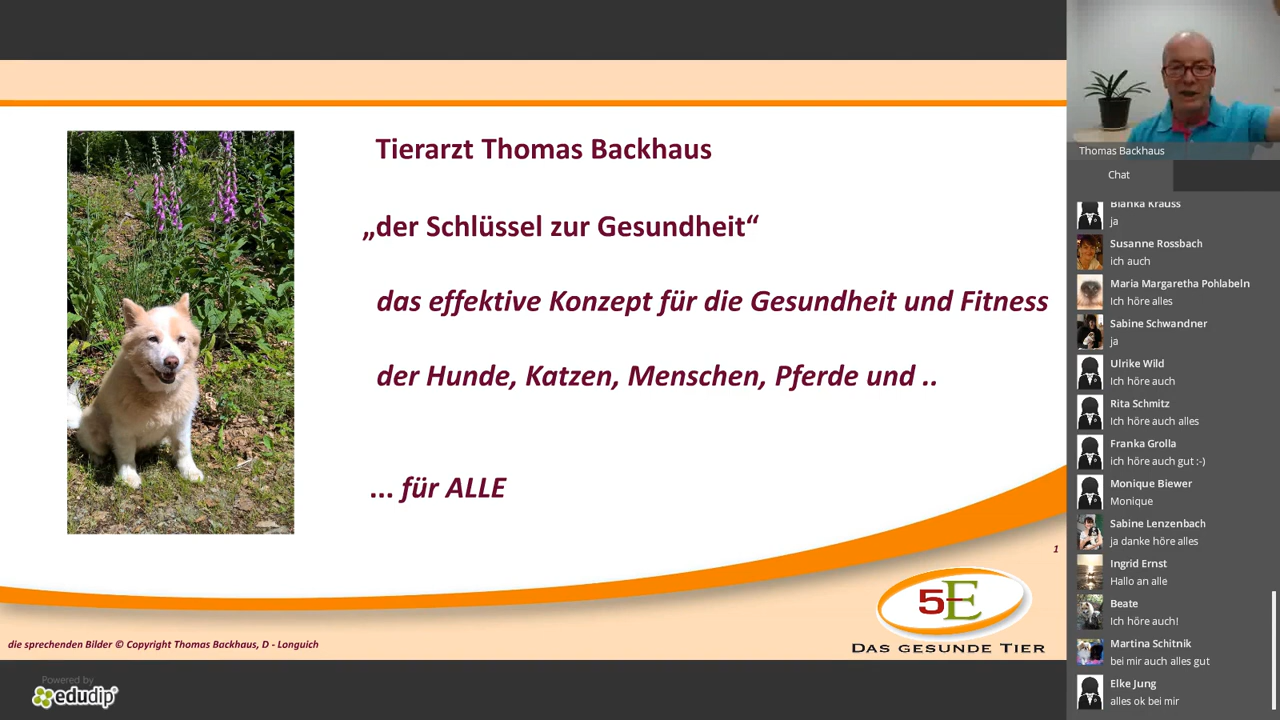 Tierarzt Thomas Backhaus
„der Schlüssel zur Gesundheit“
das effektive Konzept für die Gesundheit und Fitness
der Hunde, Katzen, Menschen, Pferde und ..
... für ALLE
1
5E
DAS GESUNDE TIER
die sprechenden Bilder © Copyright Thomas Backhaus, D - Longuich
Powered by
edudip
Thomas Backhaus
Chat
Bianka Krauss
ja
Susanne Rossbach
ich auch
Maria Margaretha Pohlabeln
Ich höre alles
Sabine Schwandner
ja
Ulrike Wild
Ich höre auch
Rita Schmitz
Ich höre auch alles
Franka Grolla
ich höre auch gut :-)
Monique Biewer
Monique
Sabine Lenzenbach
ja danke höre alles
Ingrid Ernst
Hallo an alle
Beate
Ich höre auch!
Martina Schitnik
bei mir auch alles gut
Elke Jung
alles ok bei mir